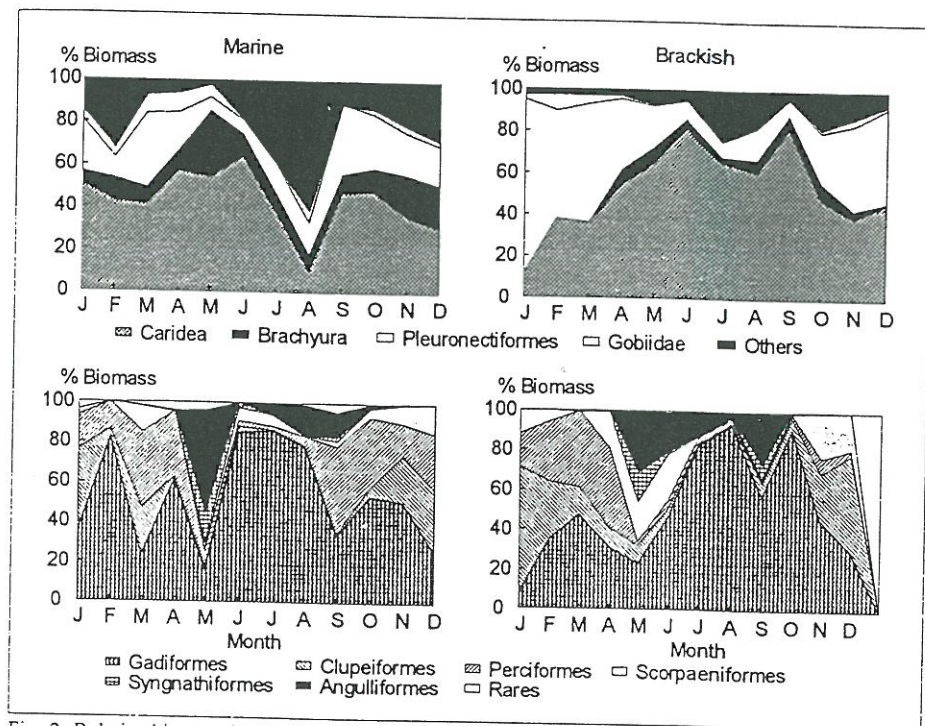 Marine
Brackish
% Biomass
% Biomass
100
80
60
40
20
0
J F M A M J J A S O N D
100
80
60
40
20
0
J F M A M J J A S O N D
Caridea Brachyura Pleuronectiformes Gobiidae Others
% Biomass
% Biomass
100
80
60
40
20
0
J F M A M J J A S O N D
Month
100
80
60
40
20
0
J F M A M J J A S O N D
Month
Gadiformes Clupeiformes Perciformes Scorpaeniformes
Syngnathiformes Angulliformes Rares